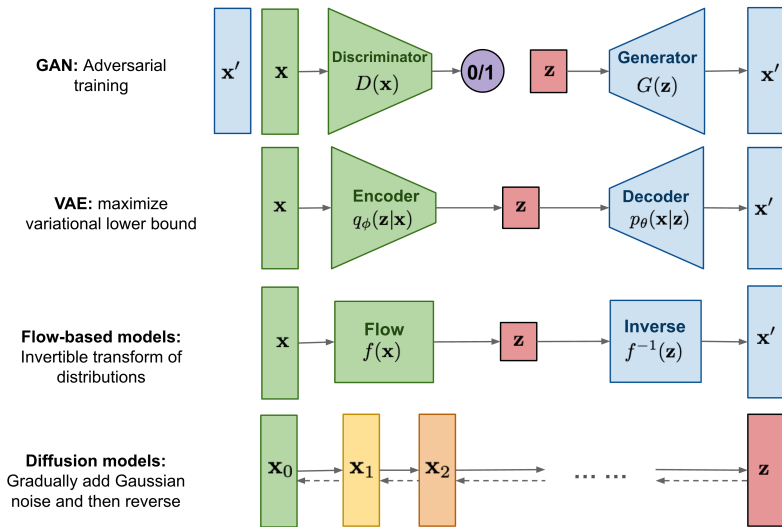 GAN: Adversarial
training
x′
x
Discriminator
D(x)
0/1
z
Generator
G(z)
x′
VAE: maximize
variational lower bound
x
Encoder
qϕ(z|x)
z
Decoder
pθ(x|z)
x′
Flow-based models:
Invertible transform of
distributions
x
Flow
f(x)
z
Inverse
f⁻¹(z)
x′
Diffusion models:
Gradually add Gaussian
noise and then reverse
x₀
x₁
x₂
... ...
z